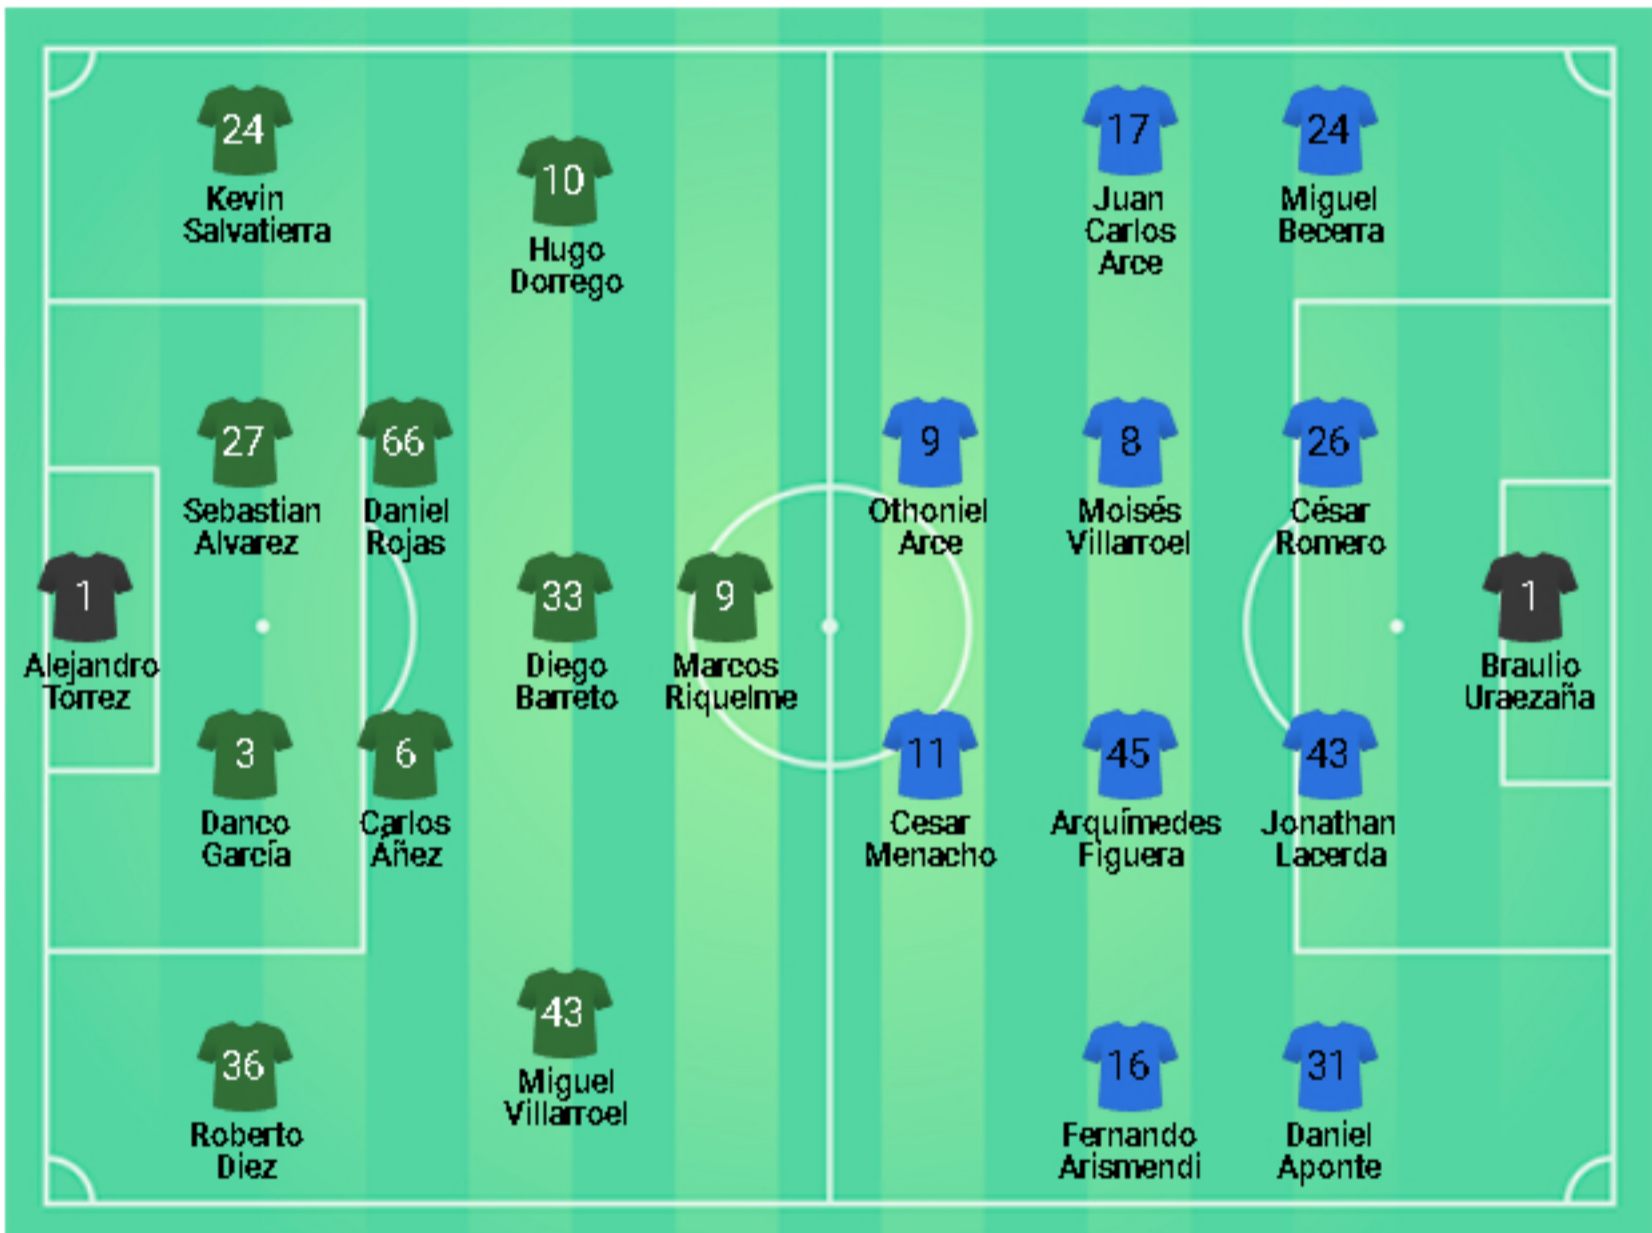 24
Kevin
Salvatierra
10
Hugo
Dorrego
17
Juan
Carlos
Arce
24
Miguel
Becerra
27
Sebastian
Alvarez
66
Daniel
Rojas
9
Othoniel
Arce
8
Moisés
Villarroel
26
César
Romero
1
Alejandro
Torrez
33
Diego
Barreto
9
Marcos
Riquelme
1
Braulio
Uraezaña
3
Danco
García
6
Carlos
Áñez
11
Cesar
Menacho
45
Arquímedes
Figuera
43
Jonathan
Lacerda
36
Roberto
Diez
43
Miguel
Villarroel
16
Fernando
Arismendi
31
Daniel
Aponte